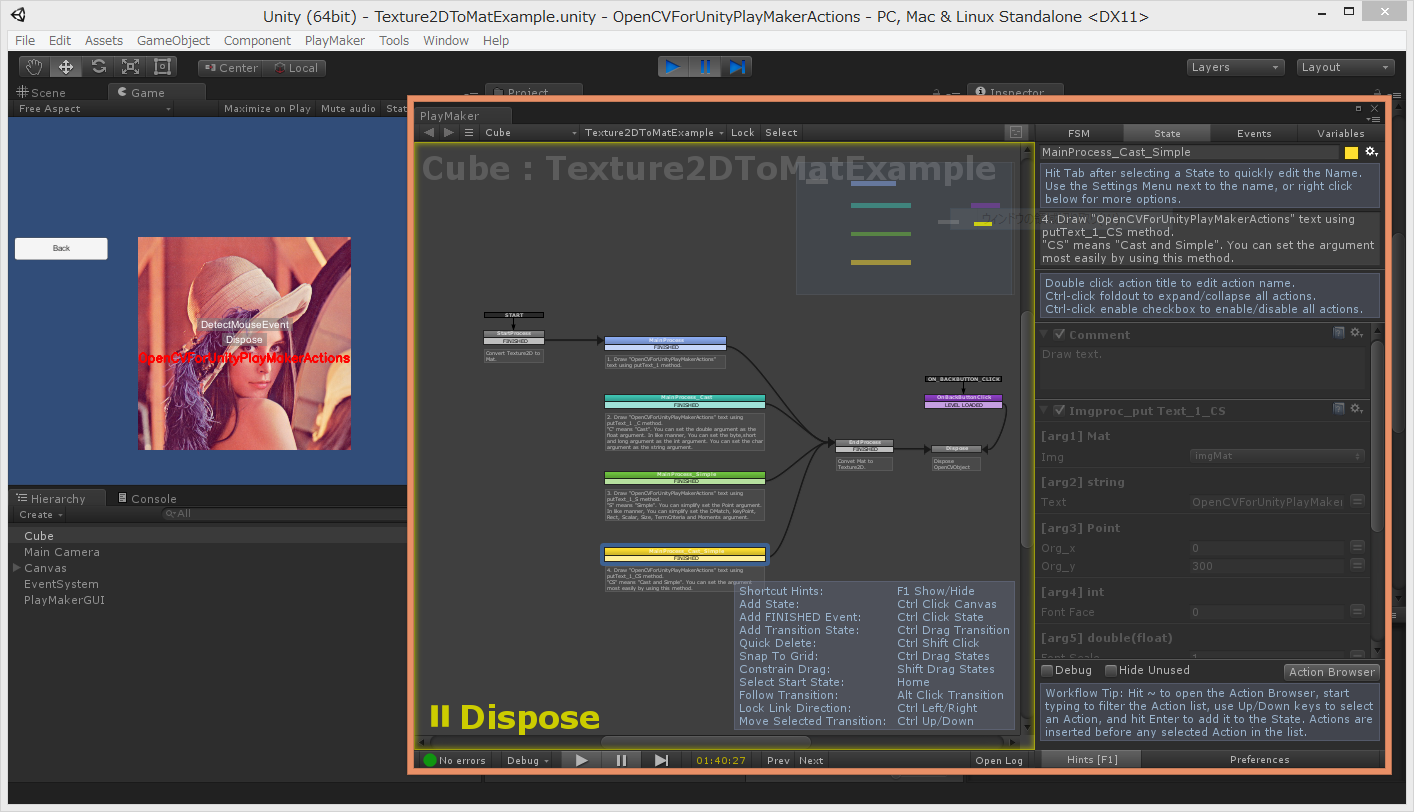 Unity (64bit) - Texture2DToMatExample.unity - OpenCVForUnityPlayMakerActions - PC, Mac & Linux Standalone <DX11>
File Edit Assets GameObject Component PlayMaker Tools Window Help
Center Local Layers Layout
Scene Game Project Inspector
Free Aspect Maximize on Play Mute audio Stat
Back
DetectMouseEvent
Dispose
OpenCVForUnityPlayMakerActions
Hierarchy Console
Create All
Cube
Main Camera
Canvas
EventSystem
PlayMakerGUI
PlayMaker
Cube Texture2DToMatExample Lock Select
Cube : Texture2DToMatExample
START
StartProcess
FINISHED
Convert Texture2D to
Mat.
MainProcess
FINISHED
1. Draw "OpenCVForUnityPlayMakerActions"
text using putText_1 method.
MainProcess_Cast
FINISHED
2. Draw "OpenCVForUnityPlayMakerActions" text using
putText_1 _C method.
"C" means "Cast". You can set the double argument as the
float argument. In like manner, You can set the byte,short
and long argument as the int argument. You can set the char
argument as the string argument.
MainProcess_Simple
FINISHED
3. Draw "OpenCVForUnityPlayMakerActions" text using
putText_1_S method.
"S" means "Simple". You can simplify set the Point argument.
In like manner, You can simplify set the DMatch, KeyPoint,
Rect, Scalar, Size, TermCriteria and Moments argument.
MainProcess_Cast_Simple
FINISHED
4. Draw "OpenCVForUnityPlayMakerActions" text using
putText_1_CS method.
"CS" means "Cast and Simple". You can set the argument
most easily by using this method.
EndProcess
FINISHED
Convet Mat to
Texture2D.
ON_BACKBUTTON_CLICK
OnBackButtonClick
LEVEL LOADED
Dispose
Dispose
OpenCVObject
Shortcut Hints: F1 Show/Hide
Add State: Ctrl Click Canvas
Add FINISHED Event: Ctrl Click State
Add Transition State: Ctrl Drag Transition
Quick Delete: Ctrl Shift Click
Snap To Grid: Ctrl Drag States
Constrain Drag: Shift Drag States
Select Start State: Home
Follow Transition: Alt Click Transition
Lock Link Direction: Ctrl Left/Right
Move Selected Transition: Ctrl Up/Down
Dispose
No errors Debug 01:40:27 Prev Next Open Log
FSM State Events Variables
MainProcess_Cast_Simple
Hit Tab after selecting a State to quickly edit the Name.
Use the Settings Menu next to the name, or right click
below for more options.
4. Draw "OpenCVForUnityPlayMakerActions" text using
putText_1_CS method.
"CS" means "Cast and Simple". You can set the argument
most easily by using this method.
Double click action title to edit action name.
Ctrl-click foldout to expand/collapse all actions.
Ctrl-click enable checkbox to enable/disable all actions.
Comment
Draw text.
Imgproc_put Text_1_CS
[arg1] Mat
Img imgMat
[arg2] string
Text OpenCVForUnityPlayMaker
[arg3] Point
Org_x 0
Org_y 300
[arg4] int
Font Face 0
[arg5] double(float)
Font Scale 1
Debug Hide Unused Action Browser
Workflow Tip: Hit ~ to open the Action Browser, start
typing to filter the Action list, use Up/Down keys to select
an Action, and hit Enter to add it to the State. Actions are
inserted before any selected Action in the list.
Hints [F1] Preferences